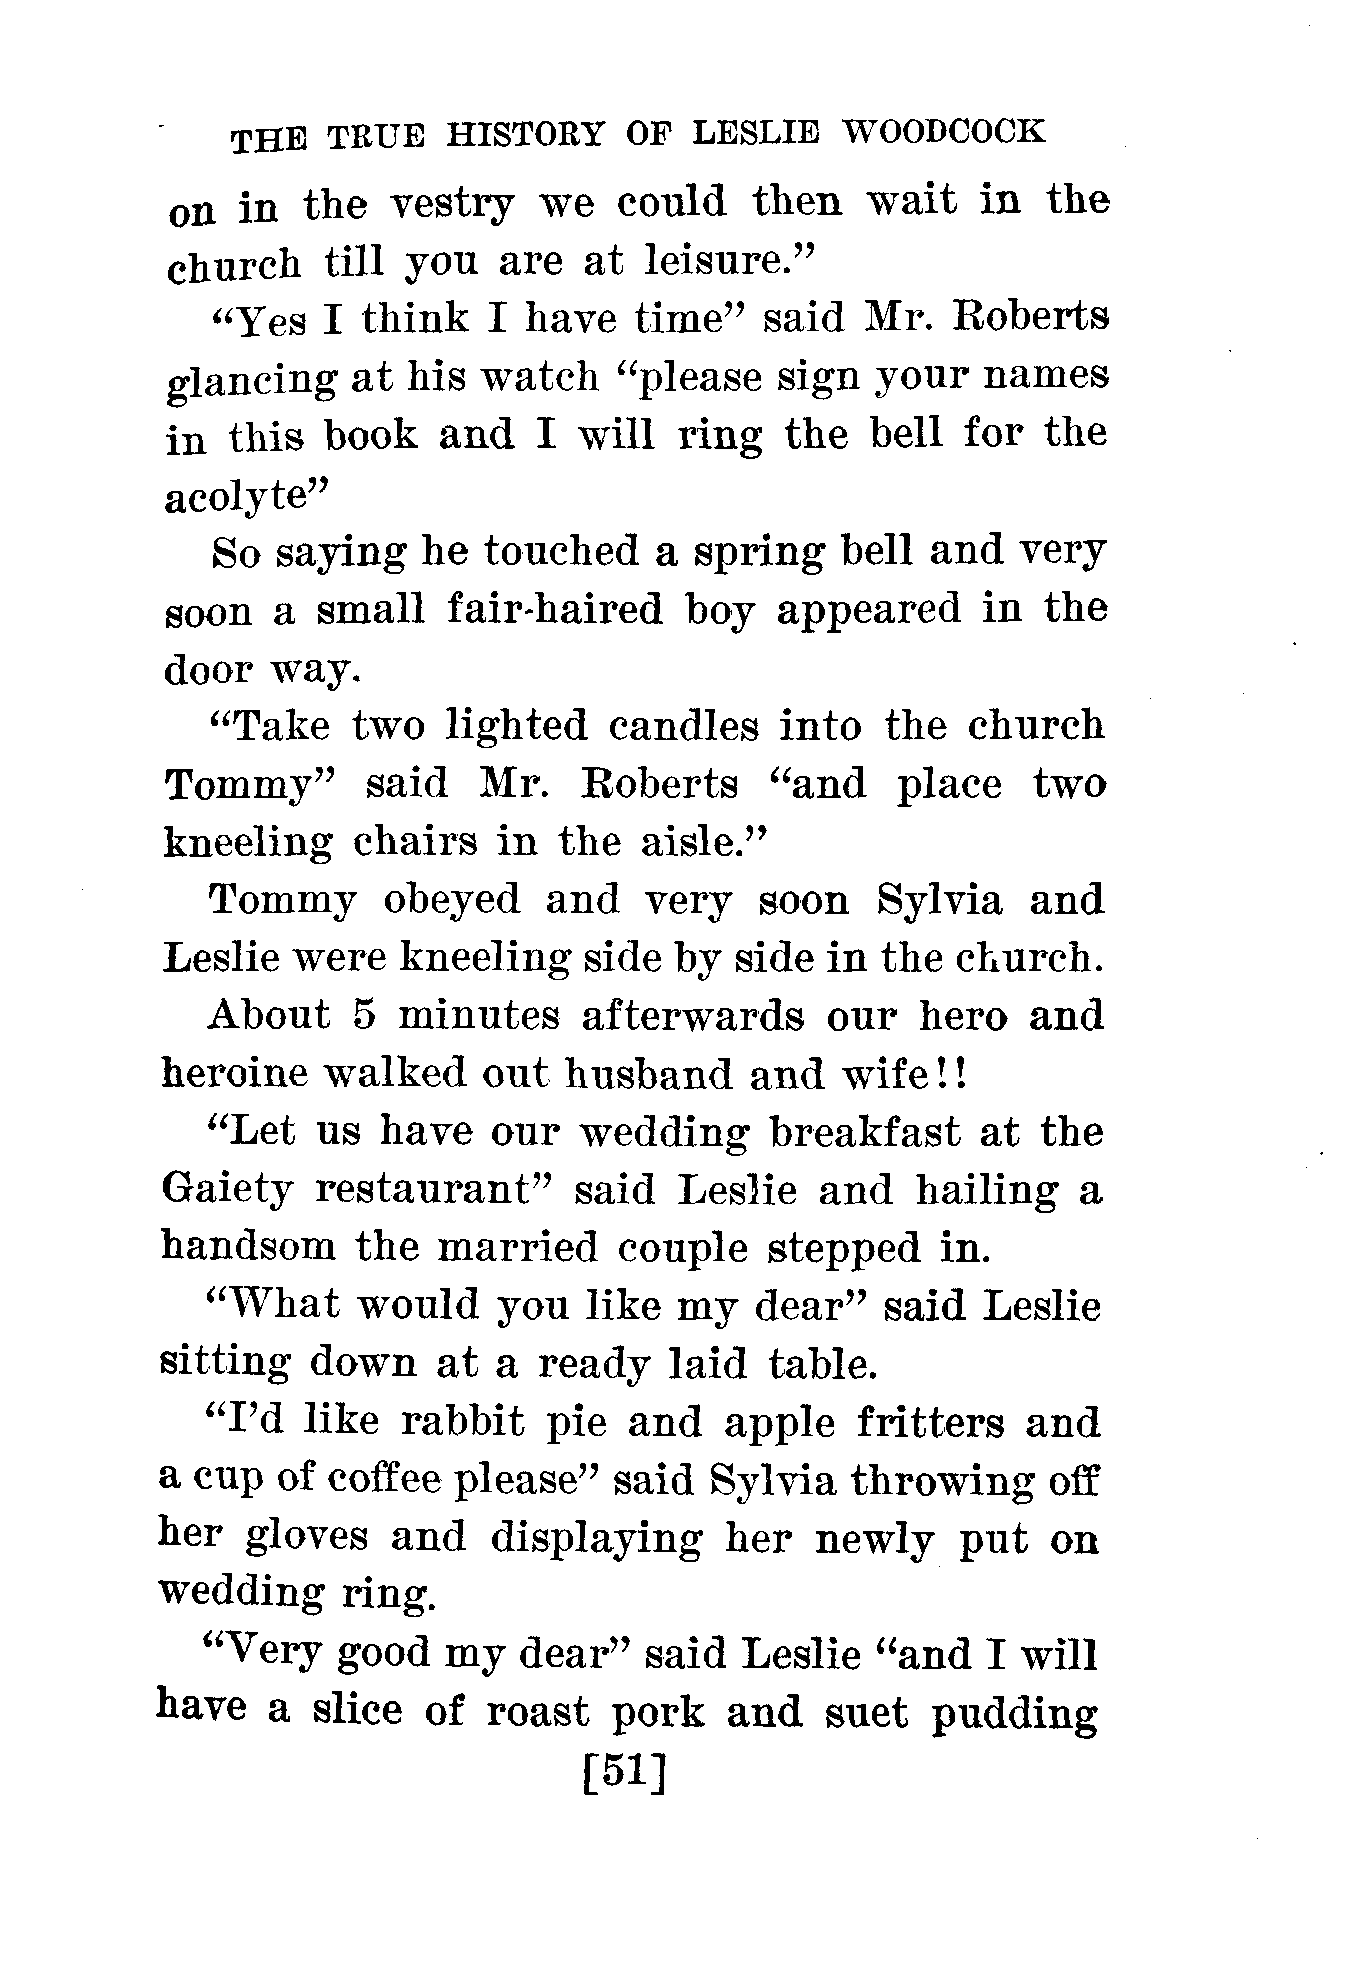 THE TRUE HISTORY OF LESLIE WOODCOCK
on in the vestry we could then wait in the
church till you are at leisure.”
“Yes I think I have time” said Mr. Roberts
glancing at his watch “please sign your names
in this book and I will ring the bell for the
acolyte”
So saying he touched a spring bell and very
soon a small fair-haired boy appeared in the
door way.
“Take two lighted candles into the church
Tommy” said Mr. Roberts “and place two
kneeling chairs in the aisle.”
Tommy obeyed and very soon Sylvia and
Leslie were kneeling side by side in the church.
About 5 minutes afterwards our hero and
heroine walked out husband and wife!!
“Let us have our wedding breakfast at the
Gaiety restaurant” said Leslie and hailing a
handsom the married couple stepped in.
“What would you like my dear” said Leslie
sitting down at a ready laid table.
“I’d like rabbit pie and apple fritters and
a cup of coffee please” said Sylvia throwing off
her gloves and displaying her newly put on
wedding ring.
“Very good my dear” said Leslie “and I will
have a slice of roast pork and suet pudding
[51]